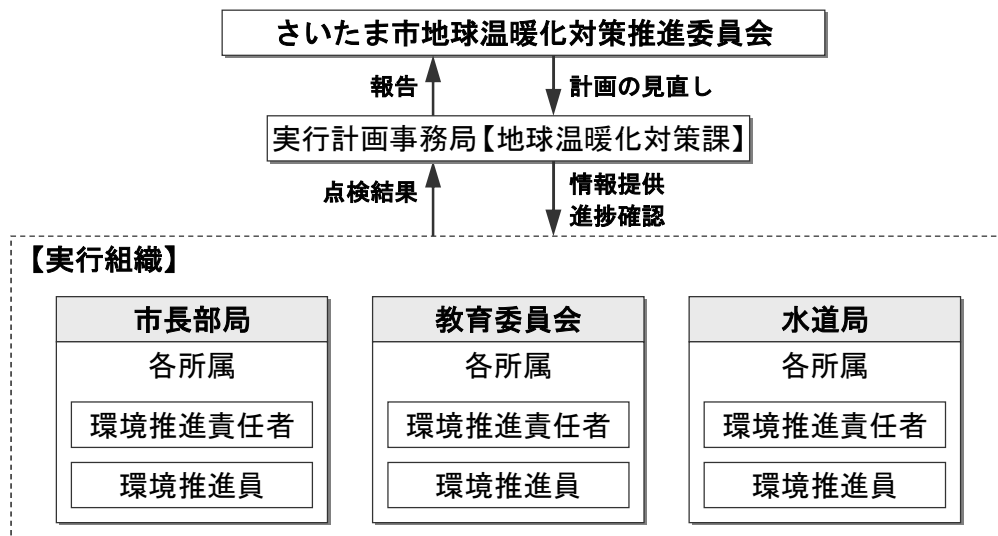 さいたま市地球温暖化対策推進委員会
報告
計画の見直し
実行計画事務局【地球温暖化対策課】
点検結果
情報提供
進捗確認
【実行組織】
市長部局
各所属
環境推進責任者
環境推進員
教育委員会
各所属
環境推進責任者
環境推進員
水道局
各所属
環境推進責任者
環境推進員